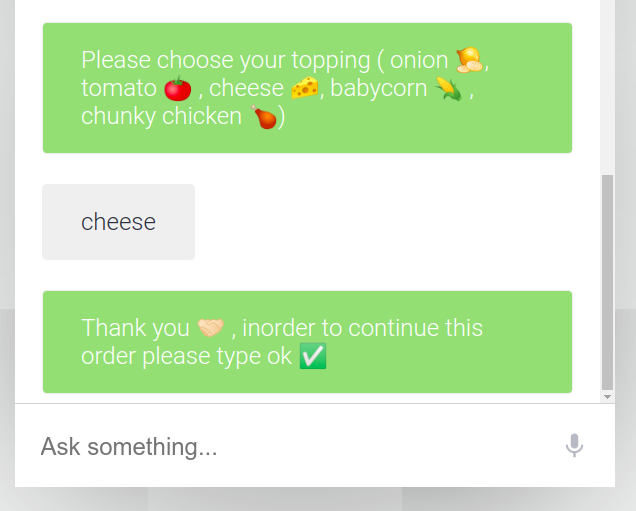 Please choose your topping ( onion 🧅,
tomato 🍅 , cheese 🧀, babycorn 🌽 ,
chunky chicken 🍗)
cheese
Thank you 🤝🏻 , inorder to continue this
order please type ok ✅
Ask something...